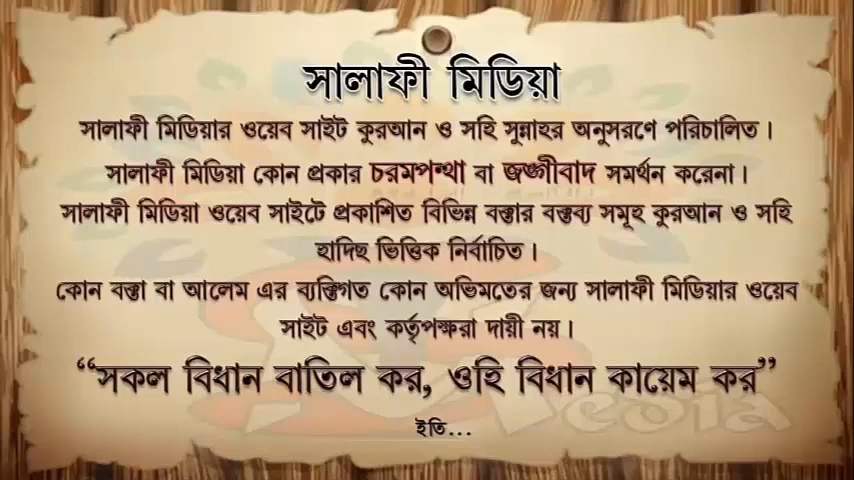 সালাফী মিডিয়া
সালাফী মিডিয়ার ওয়েব সাইট কুরআন ও সহি সুন্নাহর অনুসরণে পরিচালিত।
সালাফী মিডিয়া কোন প্রকার চরমপন্থা বা জঙ্গীবাদ সমর্থন করেনা।
সালাফী মিডিয়া ওয়েব সাইটে প্রকাশিত বিভিন্ন বক্তার বক্তব্য সমূহ কুরআন ও সহি
হাদিছ ভিত্তিক নির্বাচিত।
কোন বক্তা বা আলেম এর ব্যক্তিগত কোন অভিমতের জন্য সালাফী মিডিয়ার ওয়েব
সাইট এবং কর্তৃপক্ষরা দায়ী নয়।
“সকল বিধান বাতিল কর, ওহি বিধান কায়েম কর”
ইতি...